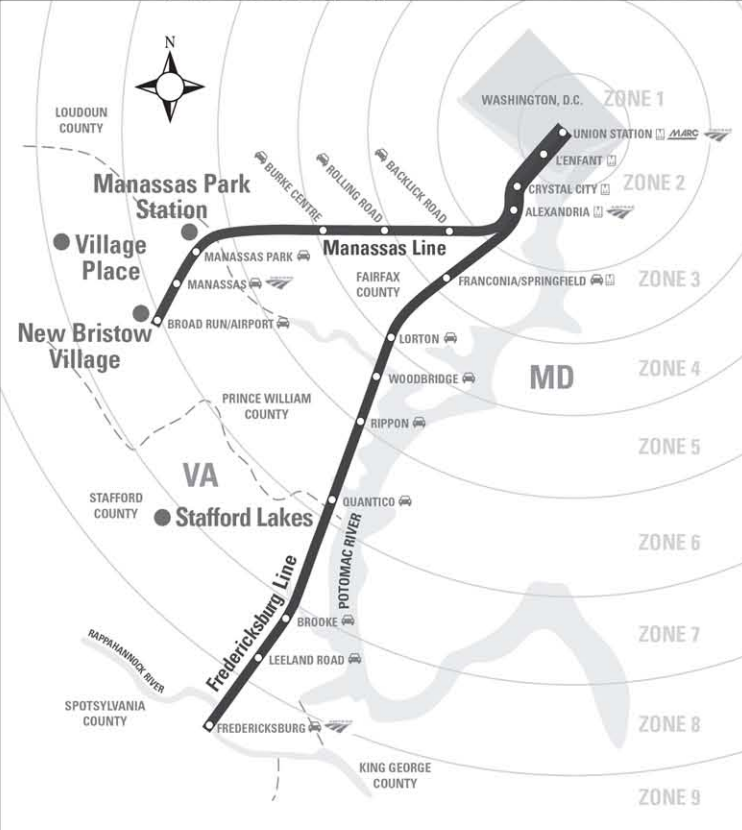 N
WASHINGTON, D.C.
ZONE 1
LOUDOUN
COUNTY
UNION STATION M MARC
L'ENFANT M
Manassas Park
Station
CRYSTAL CITY M
ZONE 2
BURKE CENTRE
ROLLING ROAD
BACKLICK ROAD
ALEXANDRIA M
Village
Place
Manassas Line
MANASSAS PARK
FAIRFAX
COUNTY
FRANCONIA/SPRINGFIELD M
ZONE 3
MANASSAS
New Bristow
Village
BROAD RUN/AIRPORT
LORTON
ZONE 4
WOODBRIDGE
MD
PRINCE WILLIAM
COUNTY
RIPPON
ZONE 5
VA
STAFFORD
COUNTY
Stafford Lakes
QUANTICO
ZONE 6
POTOMAC RIVER
Fredericksburg Line
BROOKE
ZONE 7
RAPPAHANNOCK RIVER
LEELAND ROAD
SPOTSYLVANIA
COUNTY
FREDERICKSBURG
ZONE 8
KING GEORGE
COUNTY
ZONE 9